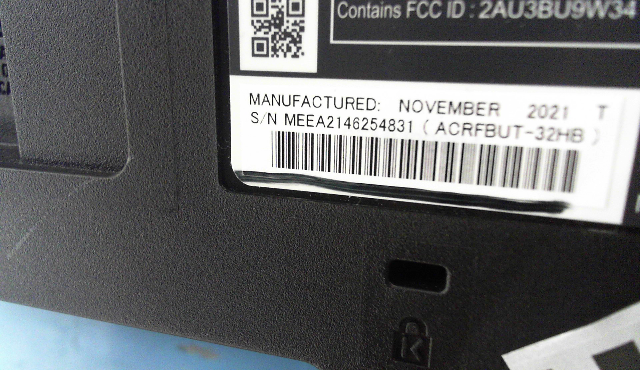 Contains FCC ID : 2AU3BU9W34
MANUFACTURED: NOVEMBER 2021 T
S/N MEEA2146254831 ( ACRFBUT-32HB )
K